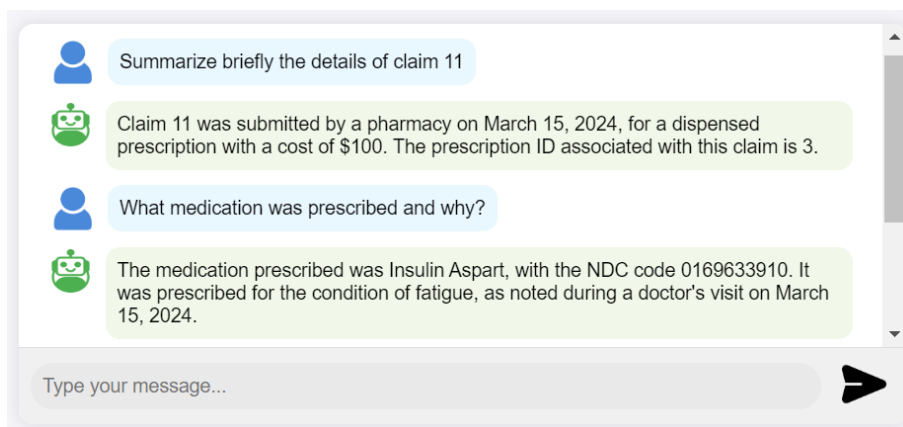 Summarize briefly the details of claim 11
Claim 11 was submitted by a pharmacy on March 15, 2024, for a dispensed
prescription with a cost of $100. The prescription ID associated with this claim is 3.
What medication was prescribed and why?
The medication prescribed was Insulin Aspart, with the NDC code 0169633910. It
was prescribed for the condition of fatigue, as noted during a doctor's visit on March
15, 2024.
Type your message...